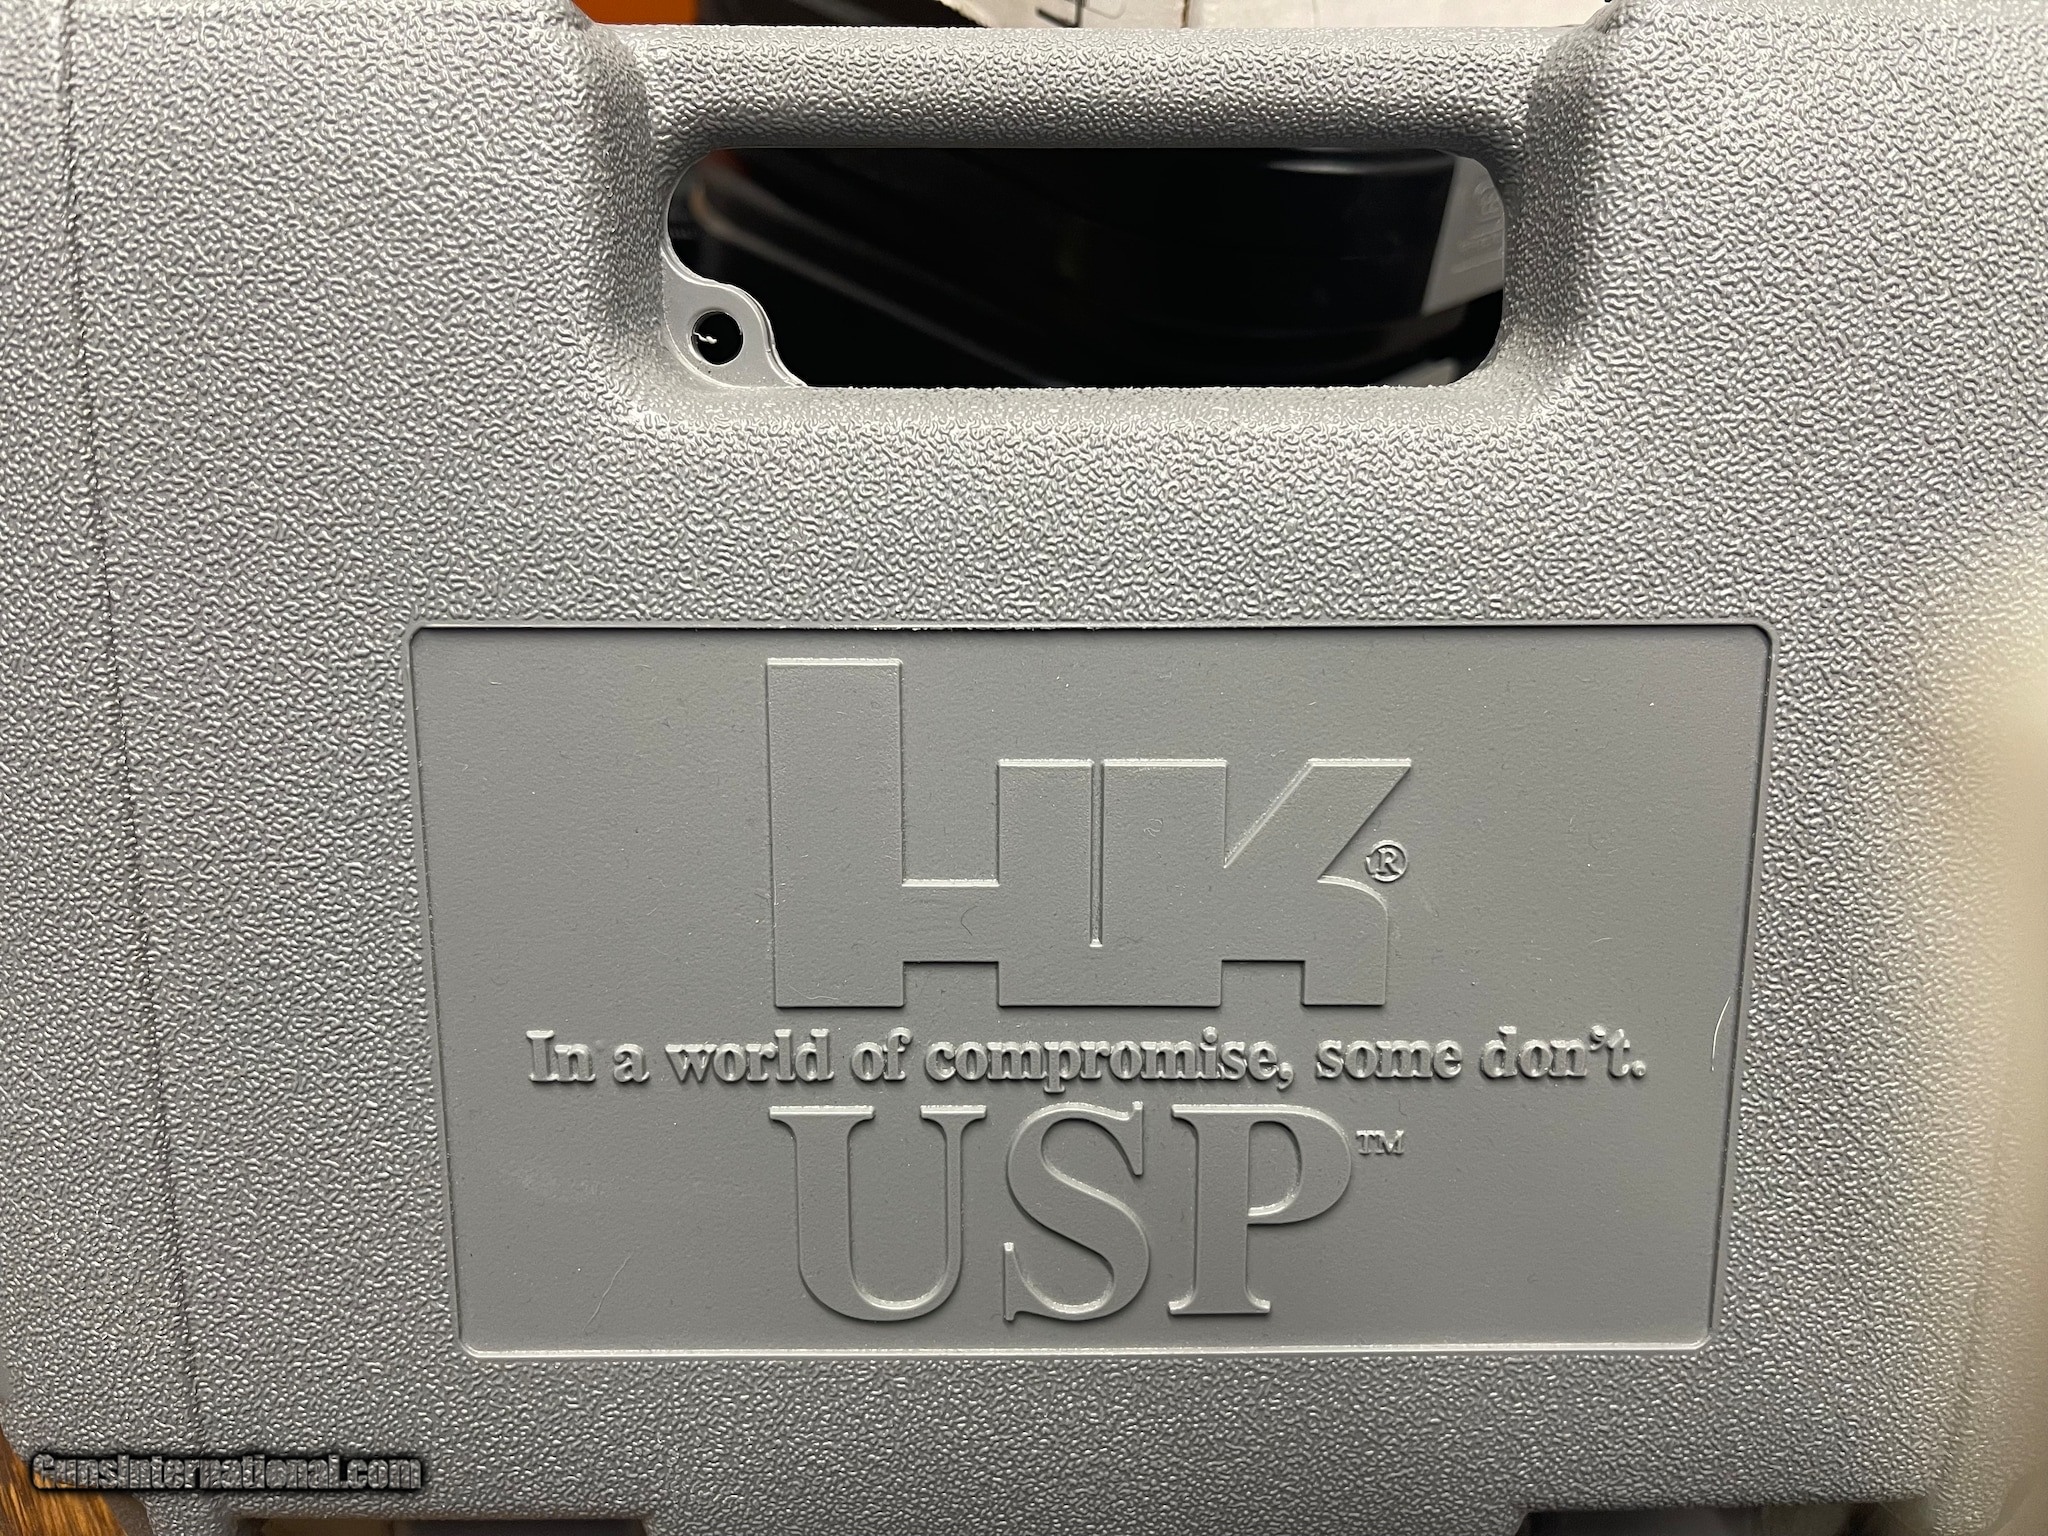 HK®
In a world of compromise, some don't.
USP™
GunsInternational.com